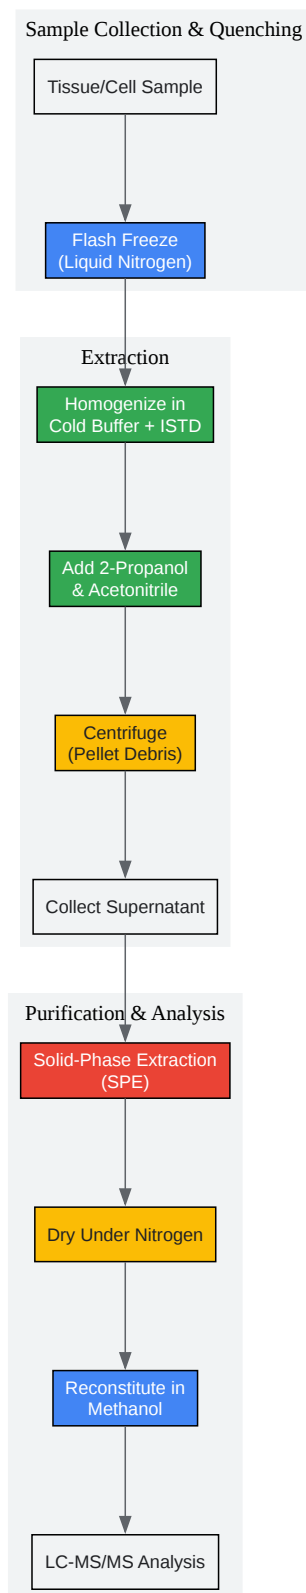 Sample Collection & Quenching
Tissue/Cell Sample
Flash Freeze
(Liquid Nitrogen)
Extraction
Homogenize in
Cold Buffer + ISTD
Add 2-Propanol
& Acetonitrile
Centrifuge
(Pellet Debris)
Collect Supernatant
Purification & Analysis
Solid-Phase Extraction
(SPE)
Dry Under Nitrogen
Reconstitute in
Methanol
LC-MS/MS Analysis